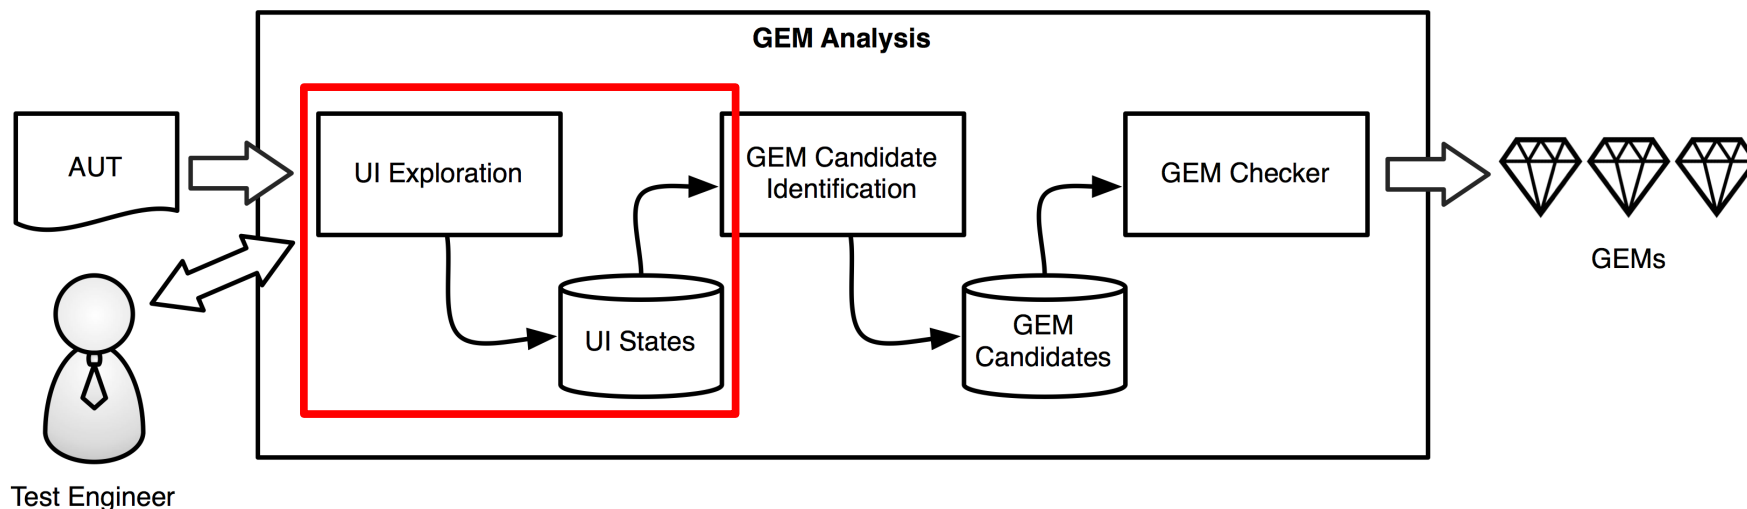 GEM Analysis
AUT
UI Exploration
GEM Candidate
Identification
GEM Checker
UI States
GEM
Candidates
GEMs
Test Engineer